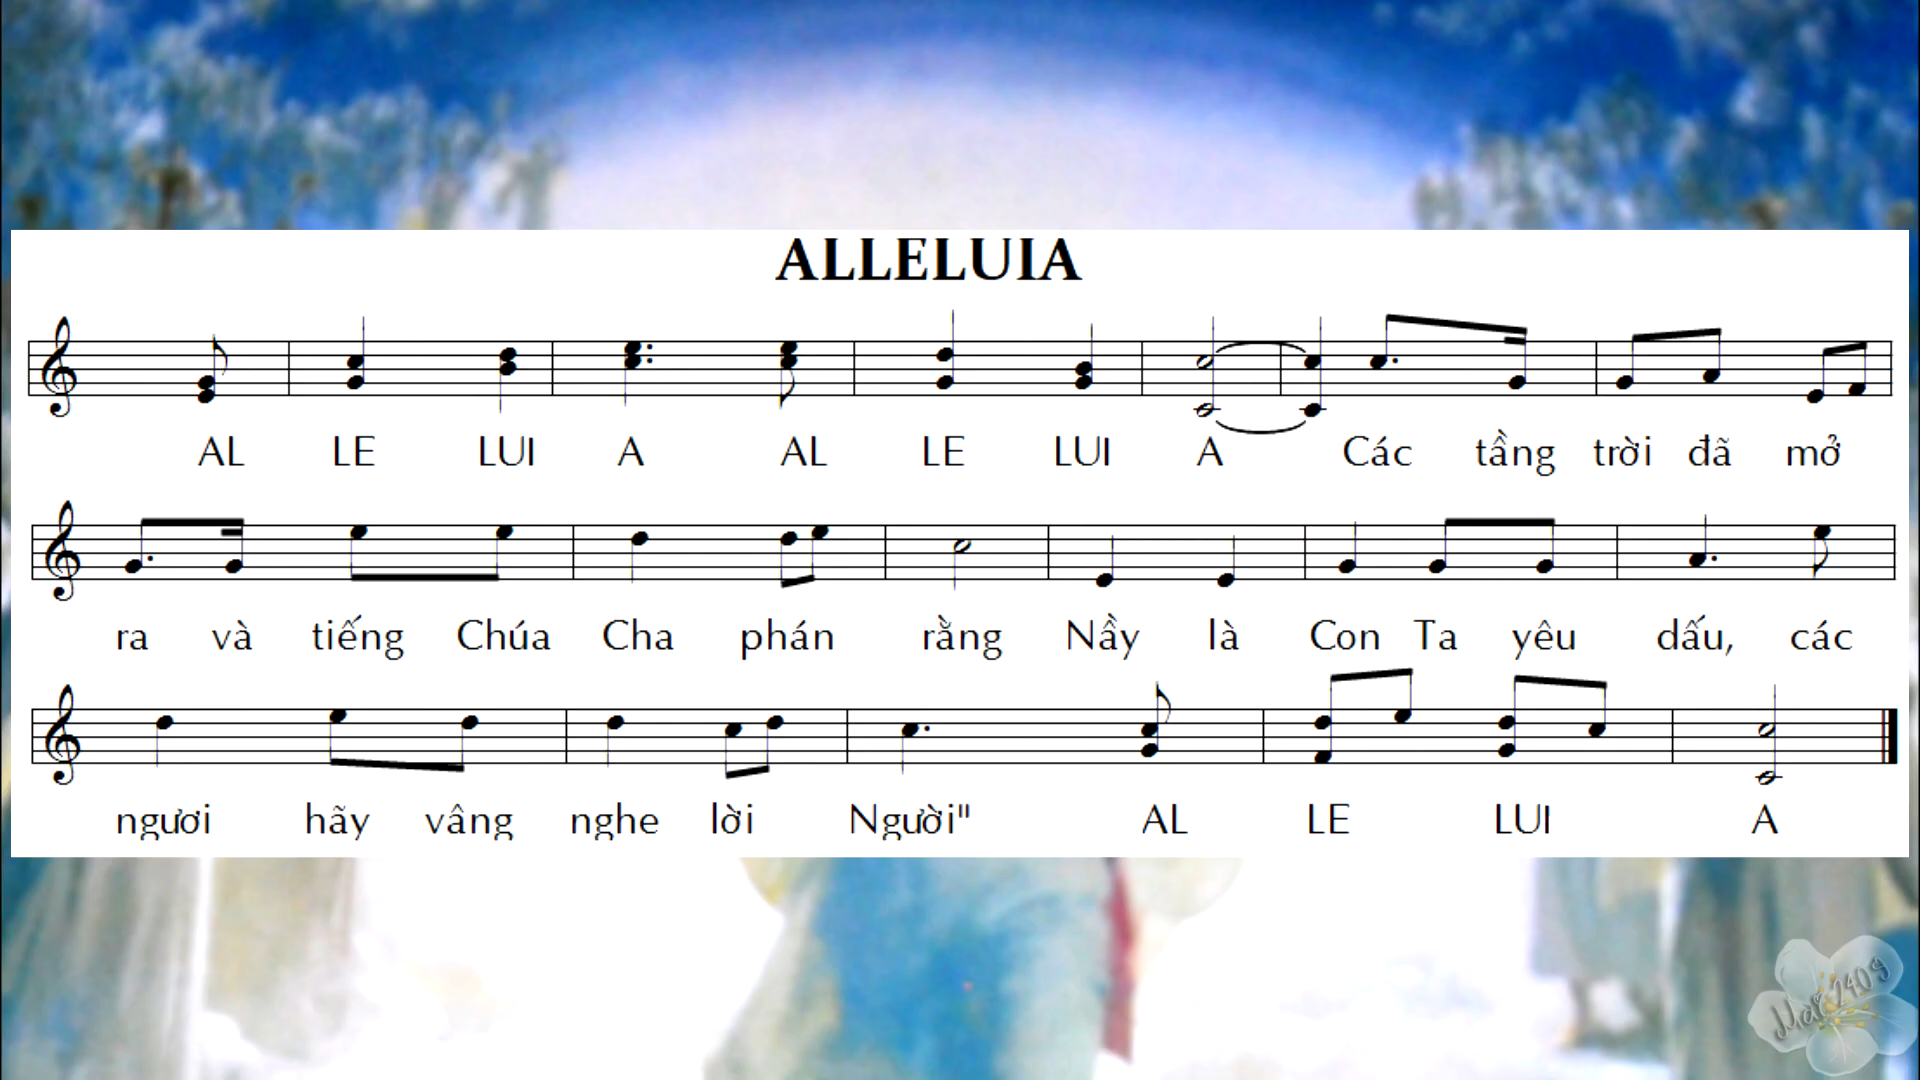 ALLELUIA
AL LE LUI A AL LE LUI A Các tầng trời đã mở
ra và tiếng Chúa Cha phán rằng Nầy là Con Ta yêu dấu, các
ngươi hãy vâng nghe lời Người" AL LE LUI A
Mai2409